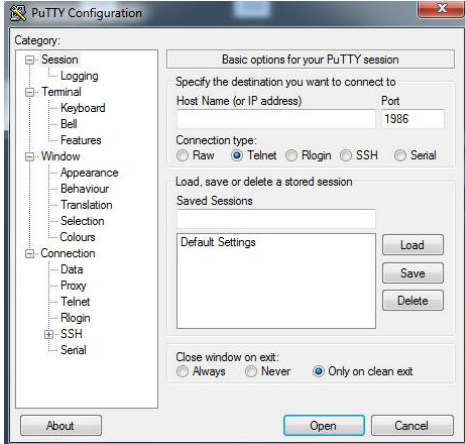 PuTTY Configuration
Category:
Session
Logging
Terminal
Keyboard
Bell
Features
Window
Appearance
Behaviour
Translation
Selection
Colours
Connection
Data
Proxy
Telnet
Rlogin
SSH
Serial
Basic options for your PuTTY session
Specify the destination you want to connect to
Host Name (or IP address) Port
1986
Connection type:
Raw Telnet Rlogin SSH Serial
Load, save or delete a stored session
Saved Sessions
Default Settings
Load
Save
Delete
Close window on exit:
Always Never Only on clean exit
About Open Cancel